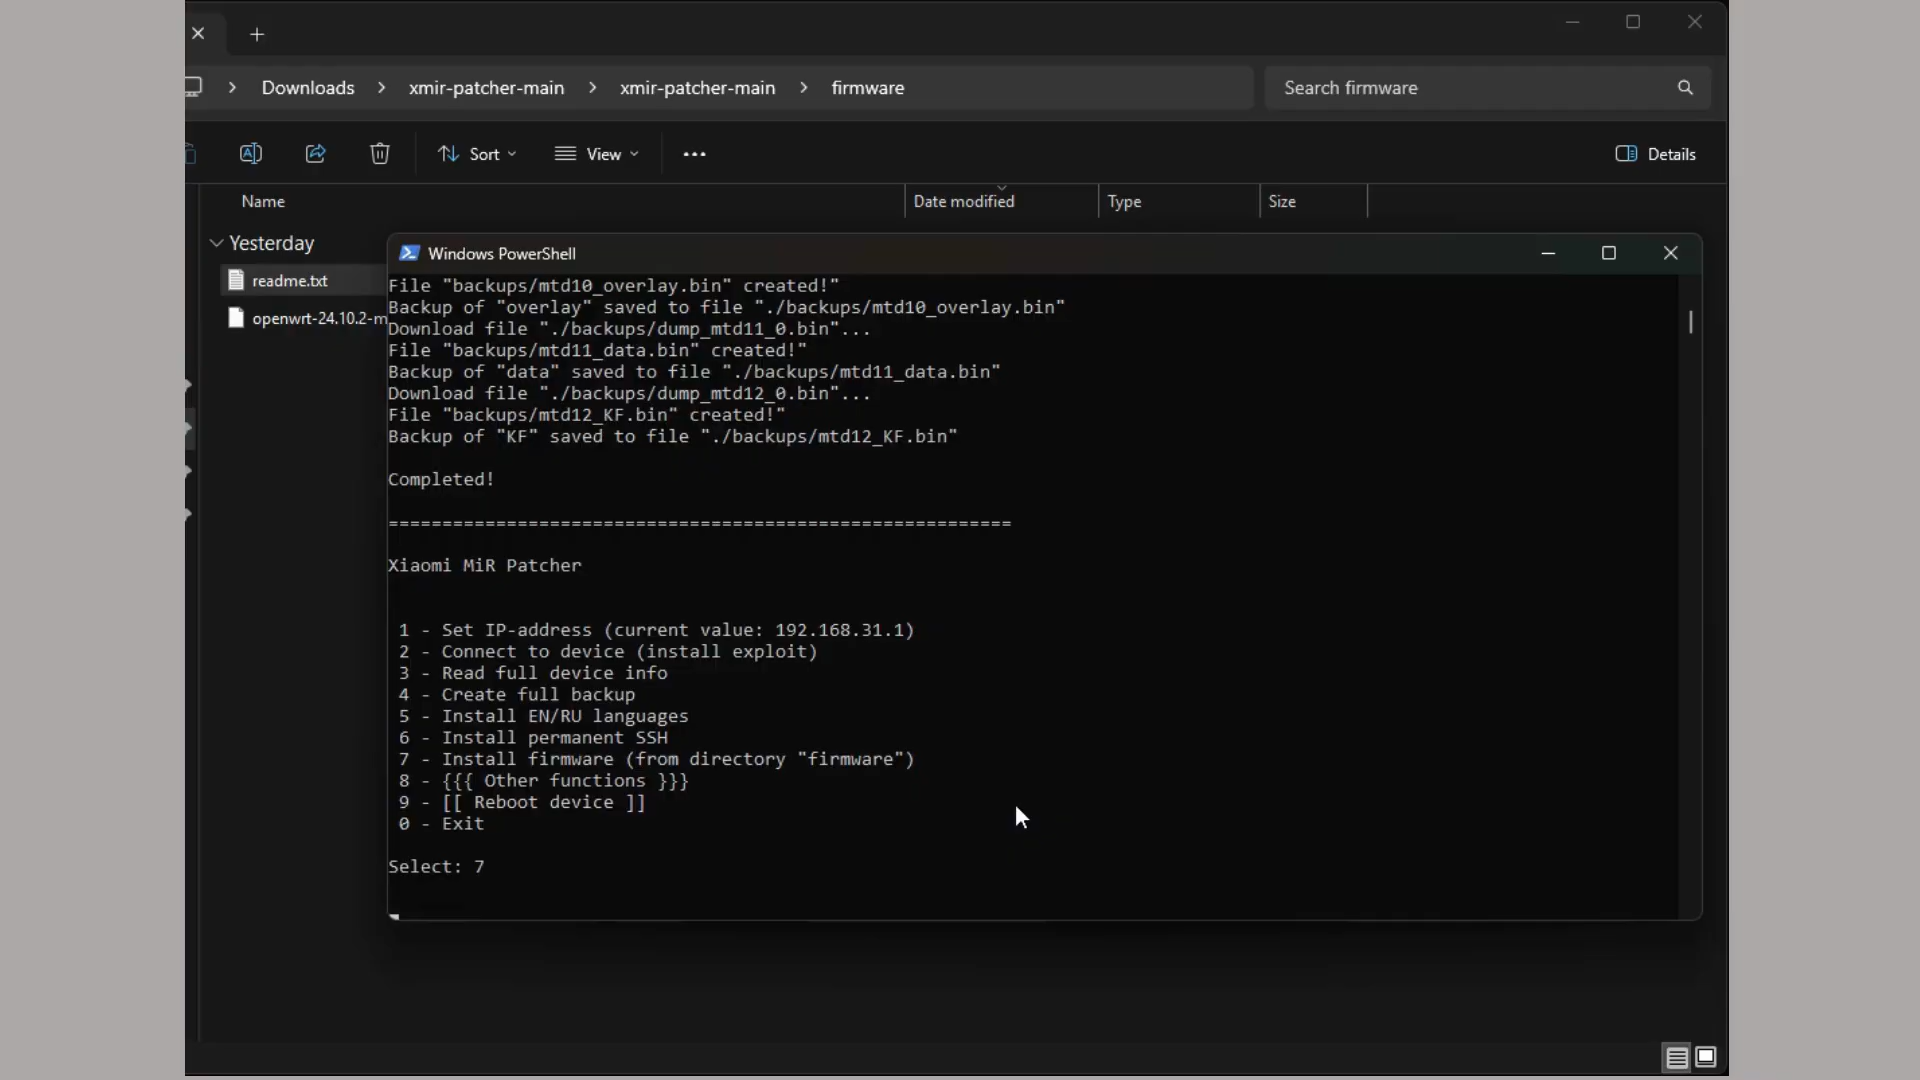 Downloads > xmir-patcher-main > xmir-patcher-main > firmware
Search firmware
Sort
View
Details
Name
Date modified
Type
Size
Yesterday
readme.txt
openwrt-24.10.2-m
Windows PowerShell
File "backups/mtd10_overlay.bin" created!"
Backup of "overlay" saved to file "./backups/mtd10_overlay.bin"
Download file "./backups/dump_mtd11_0.bin"...
File "backups/mtd11_data.bin" created!"
Backup of "data" saved to file "./backups/mtd11_data.bin"
Download file "./backups/dump_mtd12_0.bin"...
File "backups/mtd12_KF.bin" created!"
Backup of "KF" saved to file "./backups/mtd12_KF.bin"
Completed!
==========================================================
Xiaomi MiR Patcher
1 - Set IP-address (current value: 192.168.31.1)
2 - Connect to device (install exploit)
3 - Read full device info
4 - Create full backup
5 - Install EN/RU languages
6 - Install permanent SSH
7 - Install firmware (from directory "firmware")
8 - {{{ Other functions }}}
9 - [[ Reboot device ]]
0 - Exit
Select: 7